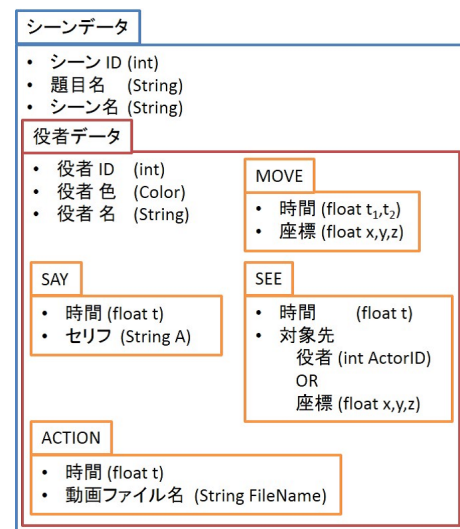 シーンデータ
• シーン ID (int)
• 題目名 (String)
• シーン名 (String)
役者データ
• 役者 ID (int)
• 役者 色 (Color)
• 役者 名 (String)
MOVE
• 時間 (float t₁,t₂)
• 座標 (float x,y,z)
SAY
• 時間 (float t)
• セリフ (String A)
SEE
• 時間 (float t)
• 対象先
役者 (int ActorID)
OR
座標 (float x,y,z)
ACTION
• 時間 (float t)
• 動画ファイル名 (String FileName)